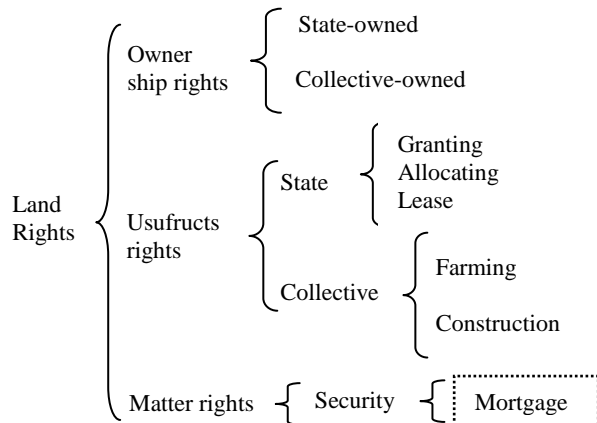 Land
Rights
Owner
ship rights
State-owned
Collective-owned
Usufructs
rights
State
Granting
Allocating
Lease
Collective
Farming
Construction
Matter rights
Security
Mortgage